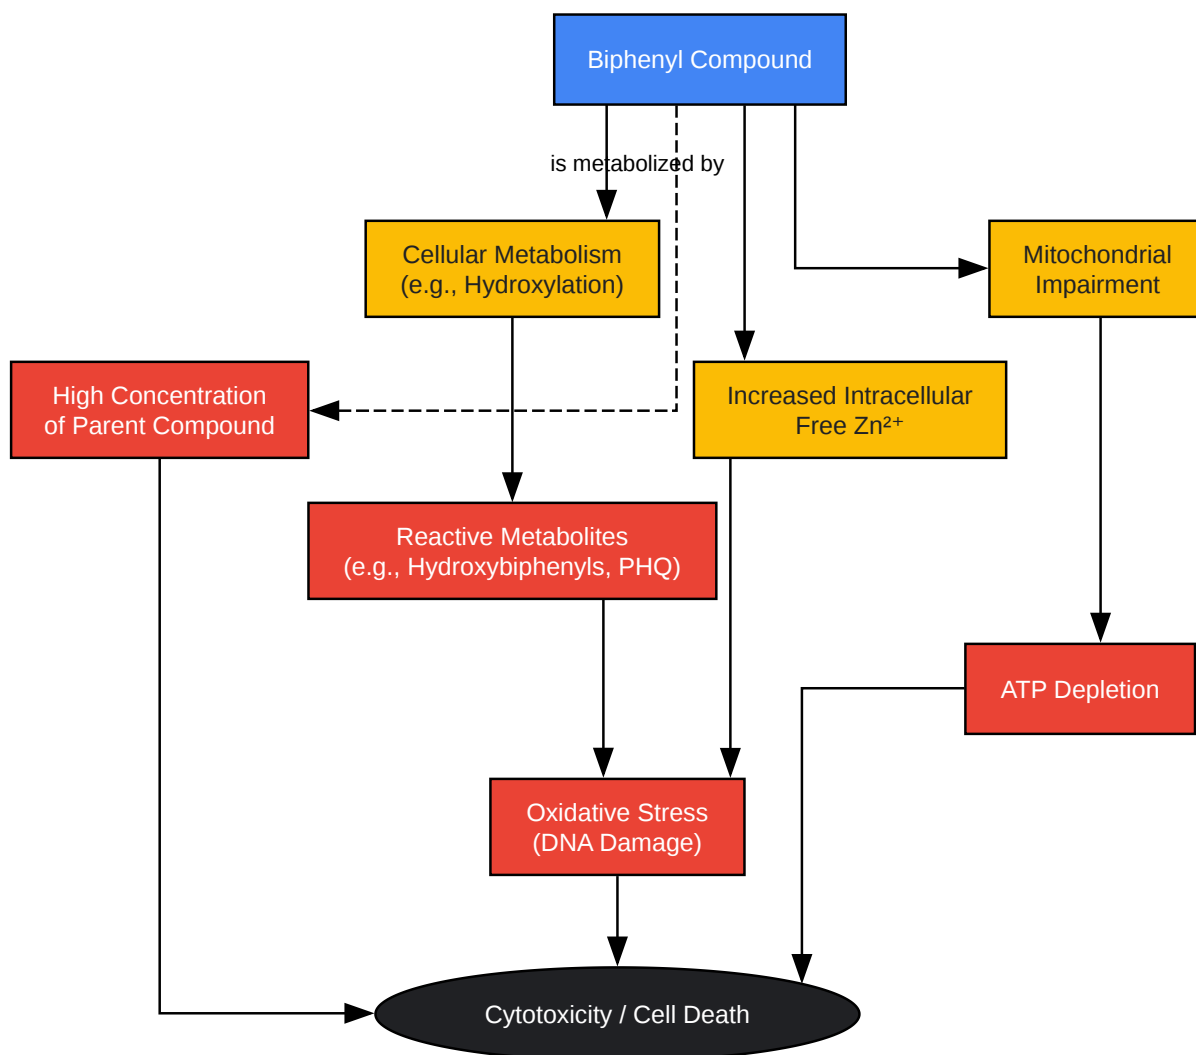 Biphenyl Compound
is metabolized by
Cellular Metabolism
(e.g., Hydroxylation)
Mitochondrial
Impairment
High Concentration
of Parent Compound
Increased Intracellular
Free Zn²⁺
Reactive Metabolites
(e.g., Hydroxybiphenyls, PHQ)
ATP Depletion
Oxidative Stress
(DNA Damage)
Cytotoxicity / Cell Death